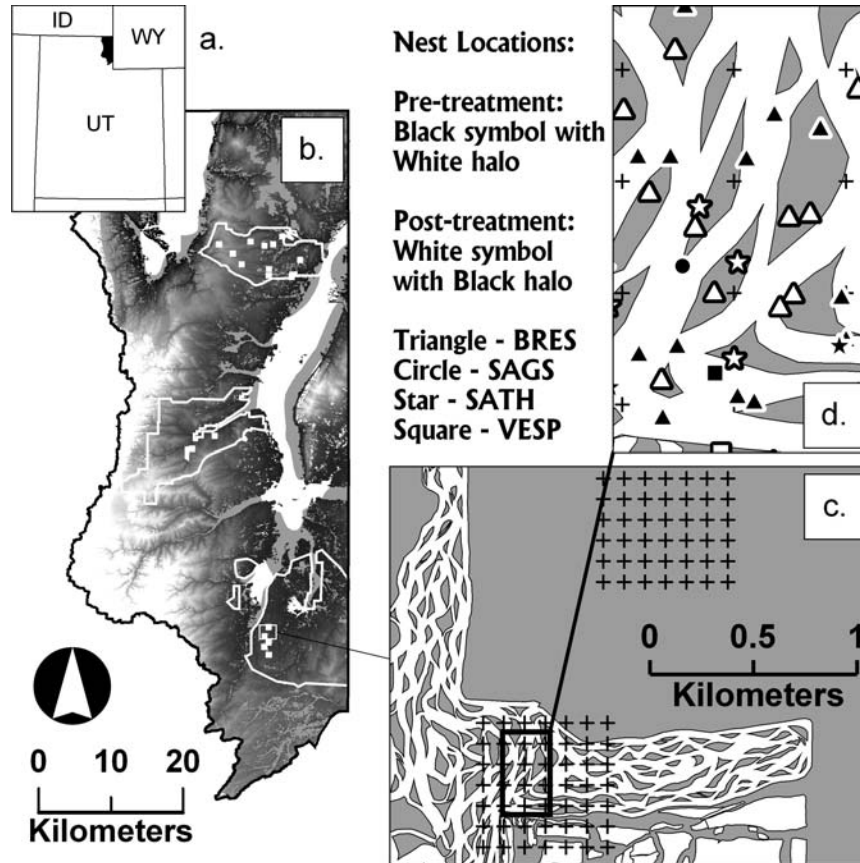 ID
WY
a.
UT
b.
Nest Locations:
Pre-treatment:
Black symbol with
White halo
Post-treatment:
White symbol
with Black halo
Triangle - BRES
Circle - SAGS
Star - SATH
Square - VESP
d.
c.
0 0.5 1
Kilometers
0 10 20
Kilometers